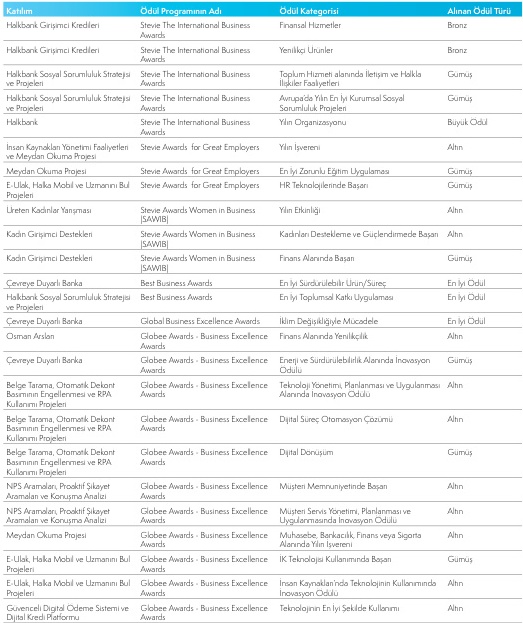 Katılım Ödül Programının Adı Ödül Kategorisi Alınan Ödül Türü
Halkbank Girişimci Kredileri Stevie The International Business Finansal Hizmetler Bronz
Awards
Halkbank Girişimci Kredileri Stevie The International Business Yenilikçi Ürünler Bronz
Awards
Halkbank Sosyal Sorumluluk Stratejisi Stevie The International Business Toplum Hizmeti alanında İletişim ve Halkla Gümüş
ve Projeleri Awards İlişkiler Faaliyetleri
Halkbank Sosyal Sorumluluk Stratejisi Stevie The International Business Avrupa'da Yılın En İyi Kurumsal Sosyal Gümüş
ve Projeleri Awards Sorumluluk Projeleri
Halkbank Stevie The International Business Yılın Organizasyonu Büyük Ödül
Awards
İnsan Kaynakları Yönetimi Faaliyetleri Stevie Awards for Great Employers Yılın İşvereni Altın
ve Meydan Okuma Projesi
Meydan Okuma Projesi Stevie Awards for Great Employers En İyi Zorunlu Eğitim Uygulaması Gümüş
E-Ulak, Halka Mobil ve Uzmanını Bul Stevie Awards for Great Employers HR Teknolojilerinde Başarı Gümüş
Projeleri
Üreten Kadınlar Yarışması Stevie Awards Women in Business Yılın Etkinliği Altın
[SAWIB]
Kadın Girişimci Destekleri Stevie Awards Women in Business Kadınları Destekleme ve Güçlendirmede Başarı Altın
[SAWIB]
Kadın Girişimci Destekleri Stevie Awards Women in Business Finans Alanında Başarı Gümüş
[SAWIB]
Çevreye Duyarlı Banka Best Business Awards En İyi Sürdürülebilir Ürün/Süreç En İyi Ödül
Halkbank Sosyal Sorumluluk Stratejisi Best Business Awards En İyi Toplumsal Katkı Uygulaması En İyi Ödül
ve Projeleri
Çevreye Duyarlı Banka Global Business Excellence Awards İklim Değişikliğiyle Mücadele En İyi Ödül
Osman Arslan Globee Awards - Business Excellence Finans Alanında Yenilikçilik Altın
Awards
Çevreye Duyarlı Banka Globee Awards - Business Excellence Enerji ve Sürdürülebilirlik Alanında İnovasyon Gümüş
Awards Ödülü
Belge Tarama, Otomatik Dekont Globee Awards - Business Excellence Teknoloji Yönetimi, Planlanması ve Uygulanması Altın
Basımının Engellenmesi ve RPA Awards Alanında İnovasyon Ödülü
Kullanımı Projeleri
Belge Tarama, Otomatik Dekont Globee Awards - Business Excellence Dijital Süreç Otomasyon Çözümü Altın
Basımının Engellenmesi ve RPA Awards
Kullanımı Projeleri
Belge Tarama, Otomatik Dekont Globee Awards - Business Excellence Dijital Dönüşüm Gümüş
Basımının Engellenmesi ve RPA Awards
Kullanımı Projeleri
NPS Aramaları, Proaktif Şikayet Globee Awards - Business Excellence Müşteri Memnuniyetinde Başarı Altın
Aramaları ve Konuşma Analizi Awards
NPS Aramaları, Proaktif Şikayet Globee Awards - Business Excellence Müşteri Servis Yönetimi, Planlanması ve Altın
Aramaları ve Konuşma Analizi Awards Uygulanmasında İnovasyon Ödülü
Meydan Okuma Projesi Globee Awards - Business Excellence Muhasebe, Bankacılık, Finans veya Sigorta Altın
Awards Alanında Yılın İşvereni
E-Ulak, Halka Mobil ve Uzmanını Bul Globee Awards - Business Excellence İK Teknolojisi Kullanımında Başarı Gümüş
Projeleri Awards
E-Ulak, Halka Mobil ve Uzmanını Bul Globee Awards - Business Excellence İnsan Kaynakları'nda Teknolojinin Kullanımında Altın
Projeleri Awards İnovasyon Ödülü
Güvenceli Digital Ödeme Sistemi ve Globee Awards - Business Excellence Teknolojinin En İyi Şekilde Kullanımı Altın
Dijital Kredi Platformu Awards